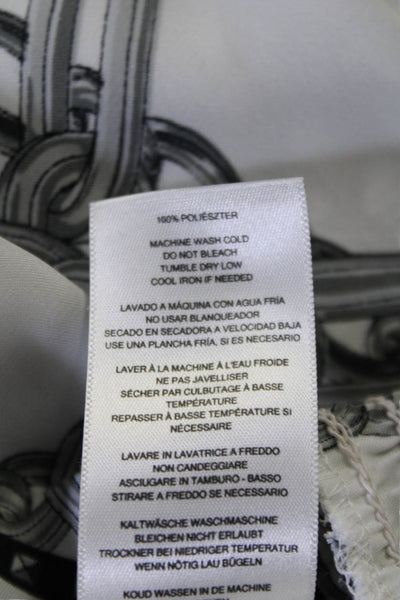 100% POLIÉSZTER
MACHINE WASH COLD
DO NOT BLEACH
TUMBLE DRY LOW
COOL IRON IF NEEDED
LAVADO A MÁQUINA CON AGUA FRÍA
NO USAR BLANQUEADOR
SECADO EN SECADORA A VELOCIDAD BAJA
USE UNA PLANCHA FRÍA, SI ES NECESARIO
LAVER À LA MACHINE À L'EAU FROIDE
NE PAS JAVELLISER
SÉCHER PAR CULBUTAGE À BASSE
TEMPÉRATURE
REPASSER À BASSE TEMPÉRATURE SI
NÉCESSAIRE
LAVARE IN LAVATRICE A FREDDO
NON CANDEGGIARE
ASCIUGARE IN TAMBURO - BASSO
STIRARE A FREDDO SE NECESSARIO
KALTWÄSCHE WASCHMASCHINE
BLEICHEN NICHT ERLAUBT
TROCKNER BEI NIEDRIGER TEMPERATUR
WENN NÖTIG LAU BÜGELN
KOUD WASSEN IN DE MACHINE